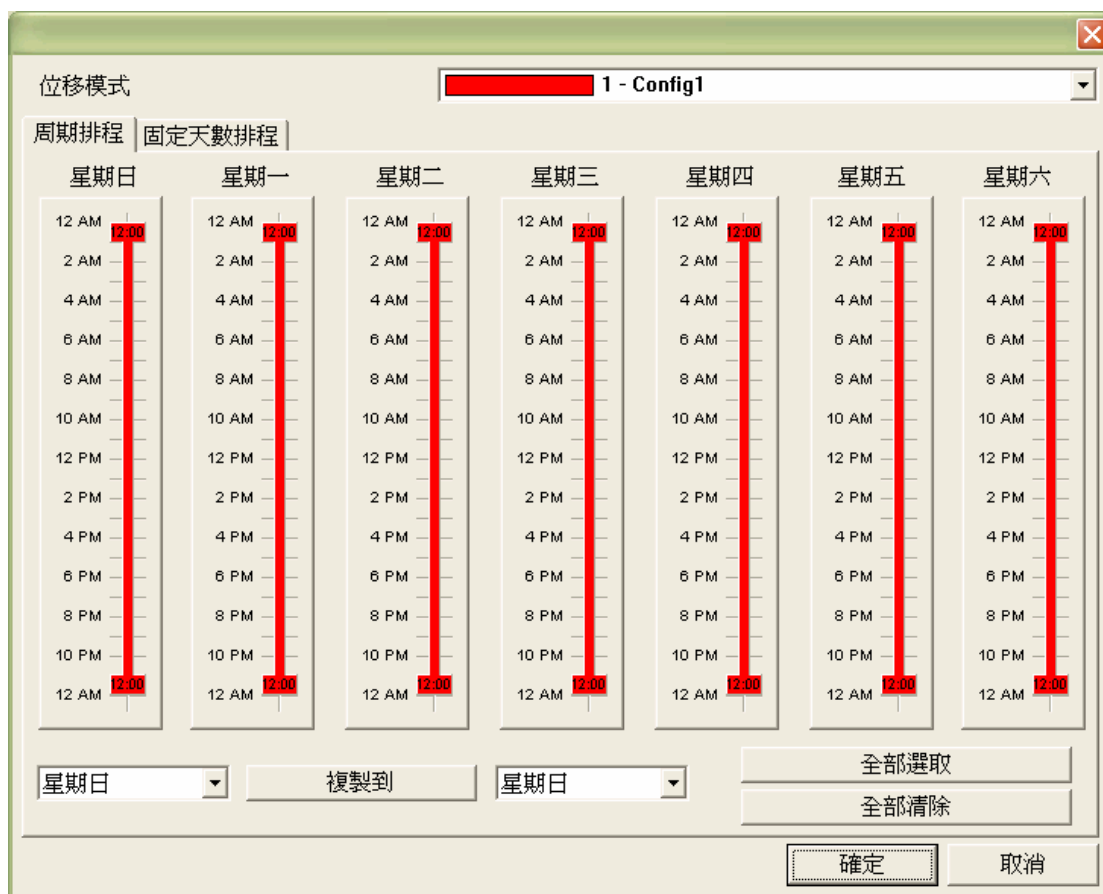 位移模式 1 - Config1
周期排程 固定天數排程
星期日 星期一 星期二 星期三 星期四 星期五 星期六
12 AM 12:00 12 AM 12:00 12 AM 12:00 12 AM 12:00 12 AM 12:00 12 AM 12:00 12 AM 12:00
2 AM 2 AM 2 AM 2 AM 2 AM 2 AM 2 AM
4 AM 4 AM 4 AM 4 AM 4 AM 4 AM 4 AM
6 AM 6 AM 6 AM 6 AM 6 AM 6 AM 6 AM
8 AM 8 AM 8 AM 8 AM 8 AM 8 AM 8 AM
10 AM 10 AM 10 AM 10 AM 10 AM 10 AM 10 AM
12 PM 12 PM 12 PM 12 PM 12 PM 12 PM 12 PM
2 PM 2 PM 2 PM 2 PM 2 PM 2 PM 2 PM
4 PM 4 PM 4 PM 4 PM 4 PM 4 PM 4 PM
6 PM 6 PM 6 PM 6 PM 6 PM 6 PM 6 PM
8 PM 8 PM 8 PM 8 PM 8 PM 8 PM 8 PM
10 PM 10 PM 10 PM 10 PM 10 PM 10 PM 10 PM
12 AM 12:00 12 AM 12:00 12 AM 12:00 12 AM 12:00 12 AM 12:00 12 AM 12:00 12 AM 12:00
星期日 複製到 星期日 全部選取
全部清除
確定 取消